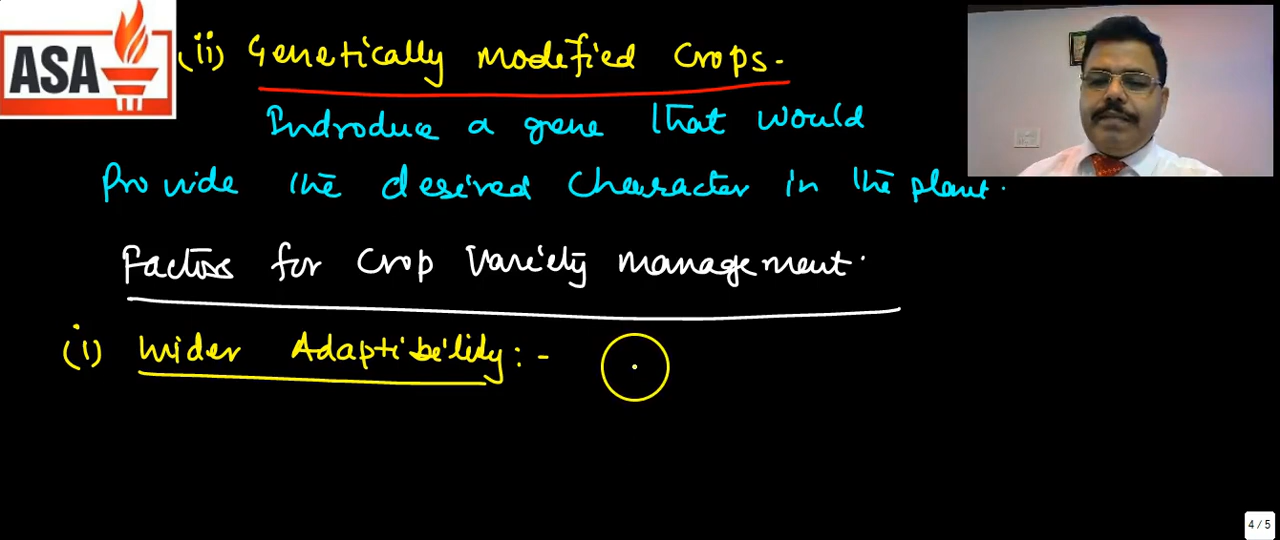 ASA
(ii) Genetically modified Crops.
Indroduce a gene that would
Provide the desired Character in the plant.
Factors for Crop Variety management.
(i) Wider Adaptibility:-
4/5